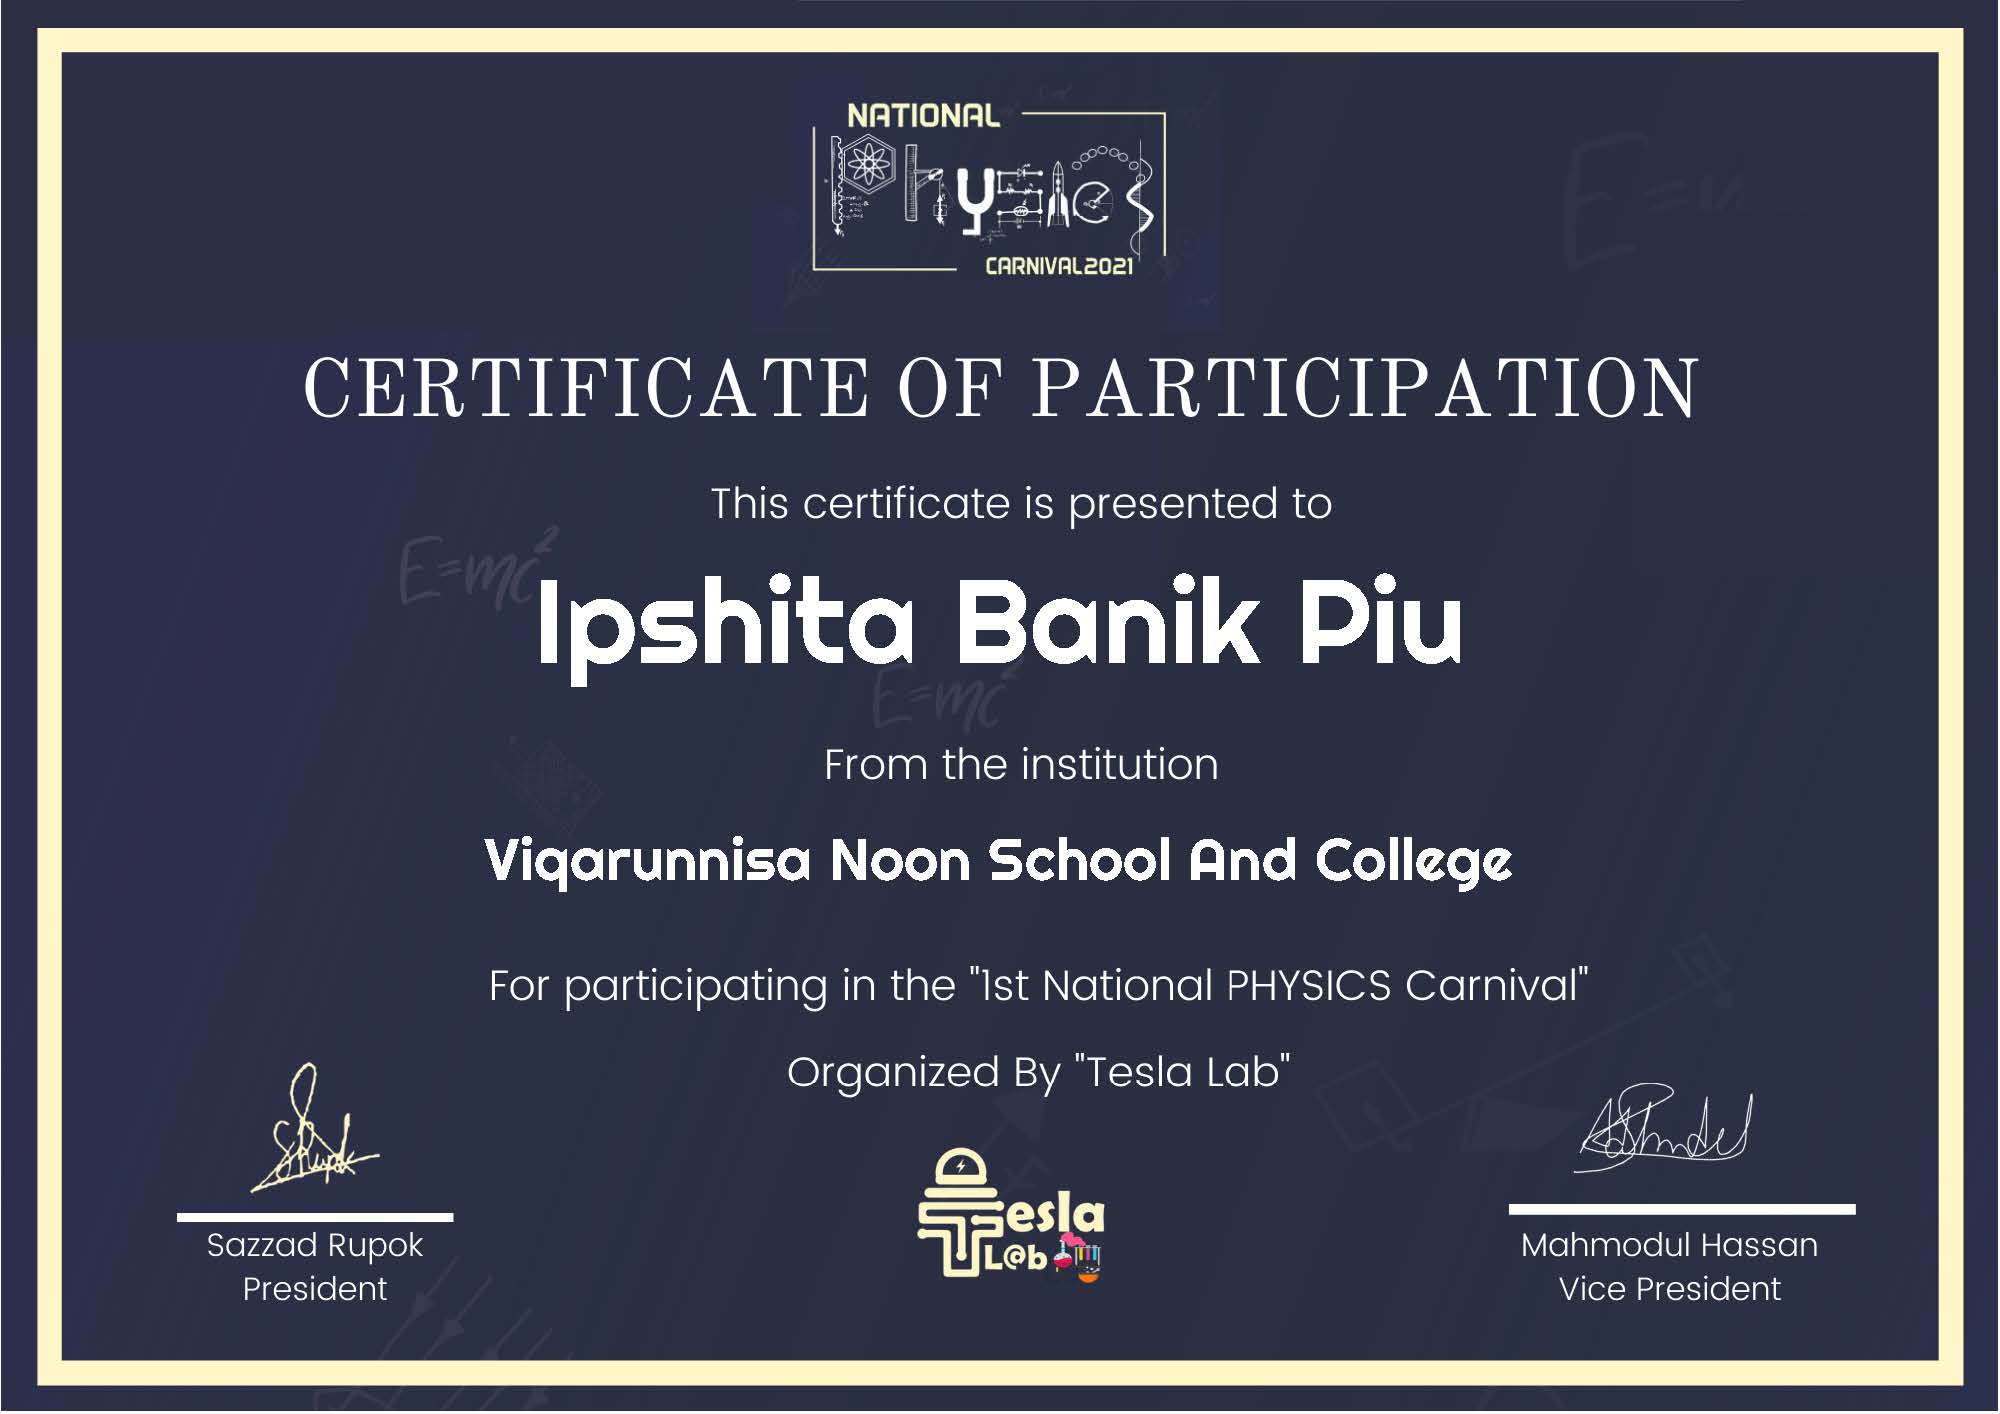 NATIONAL
Physics
CARNIVAL2021
CERTIFICATE OF PARTICIPATION
This certificate is presented to
E=mc²
Ipshita Banik Piu
E=mc²
From the institution
Viqarunnisa Noon School And College
For participating in the "1st National PHYSICS Carnival"
Organized By "Tesla Lab"
Tesla
L@b
Sazzad Rupok
President
Mahmodul Hassan
Vice President